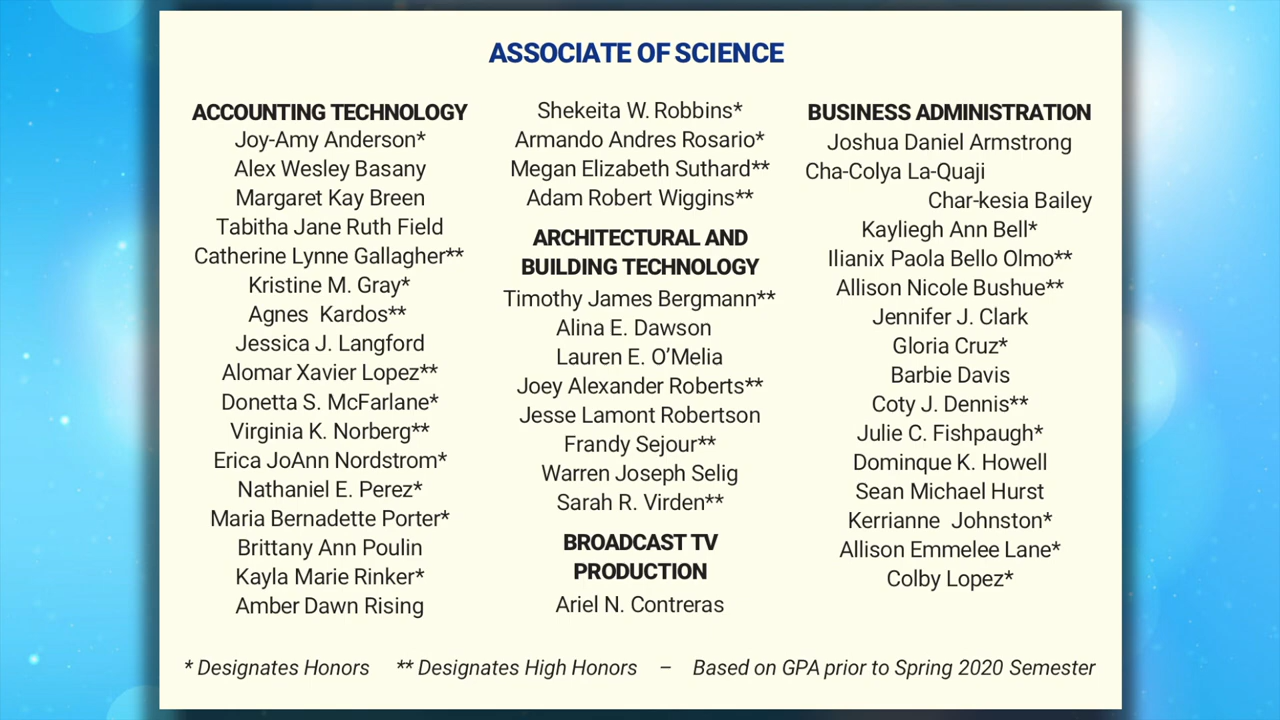 ASSOCIATE OF SCIENCE
ACCOUNTING TECHNOLOGY
Joy-Amy Anderson*
Alex Wesley Basany
Margaret Kay Breen
Tabitha Jane Ruth Field
Catherine Lynne Gallagher**
Kristine M. Gray*
Agnes  Kardos**
Jessica J. Langford
Alomar Xavier Lopez**
Donetta S. McFarlane*
Virginia K. Norberg**
Erica JoAnn Nordstrom*
Nathaniel E. Perez*
Maria Bernadette Porter*
Brittany Ann Poulin
Kayla Marie Rinker*
Amber Dawn Rising
Shekeita W. Robbins*
Armando Andres Rosario*
Megan Elizabeth Suthard**
Adam Robert Wiggins**
ARCHITECTURAL AND
BUILDING TECHNOLOGY
Timothy James Bergmann**
Alina E. Dawson
Lauren E. O’Melia
Joey Alexander Roberts**
Jesse Lamont Robertson
Frandy Sejour**
Warren Joseph Selig
Sarah R. Virden**
BROADCAST TV
PRODUCTION
Ariel N. Contreras
BUSINESS ADMINISTRATION
Joshua Daniel Armstrong
Cha-Colya La-Quaji
Char-kesia Bailey
Kayliegh Ann Bell*
Ilianix Paola Bello Olmo**
Allison Nicole Bushue**
Jennifer J. Clark
Gloria Cruz*
Barbie Davis
Coty J. Dennis**
Julie C. Fishpaugh*
Dominque K. Howell
Sean Michael Hurst
Kerrianne  Johnston*
Allison Emmelee Lane*
Colby Lopez*
* Designates Honors  ** Designates High Honors  –  Based on GPA prior to Spring 2020 Semester